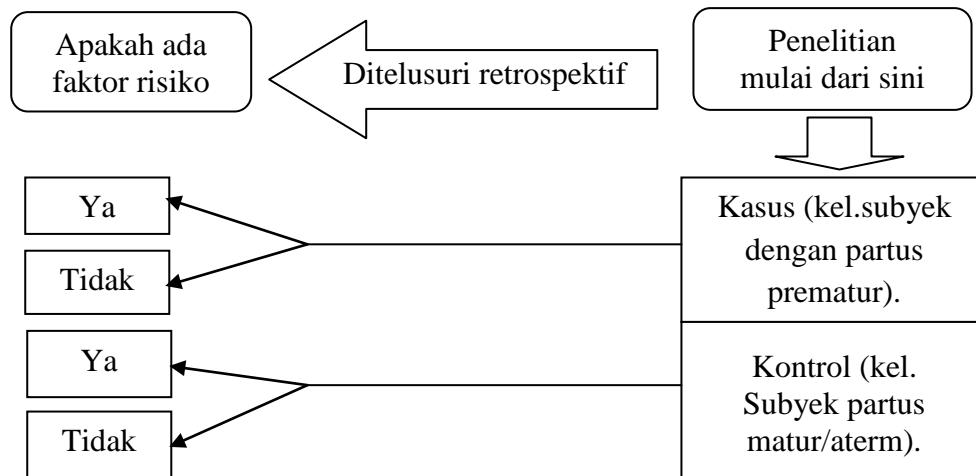 Apakah ada
faktor risiko
Ditelusuri retrospektif
Penelitian
mulai dari sini
Ya
Tidak
Kasus (kel.subyek
dengan partus
prematur).
Ya
Tidak
Kontrol (kel.
Subyek partus
matur/aterm).